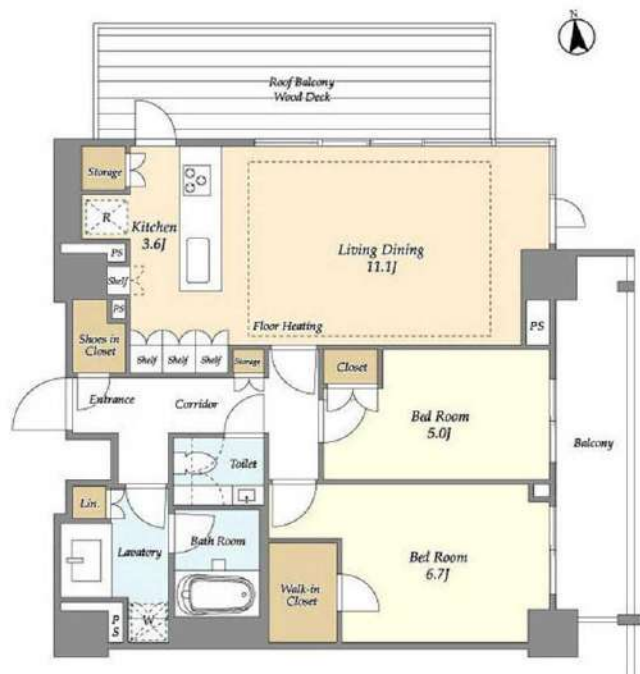 N
Roof Balcony
Wood Deck
Storage
R
Kitchen
3.6J
Living Dining
11.1J
PS
Shelf
PS
Shoes in
Closet
Floor Heating
PS
Shelf
Shelf
Shelf
Storage
Closet
Entrance
Corridor
Bed Room
5.0J
Balcony
Toilet
Lin.
Lavatory
Bath Room
Bed Room
6.7J
Walk-in
Closet
P
S
W